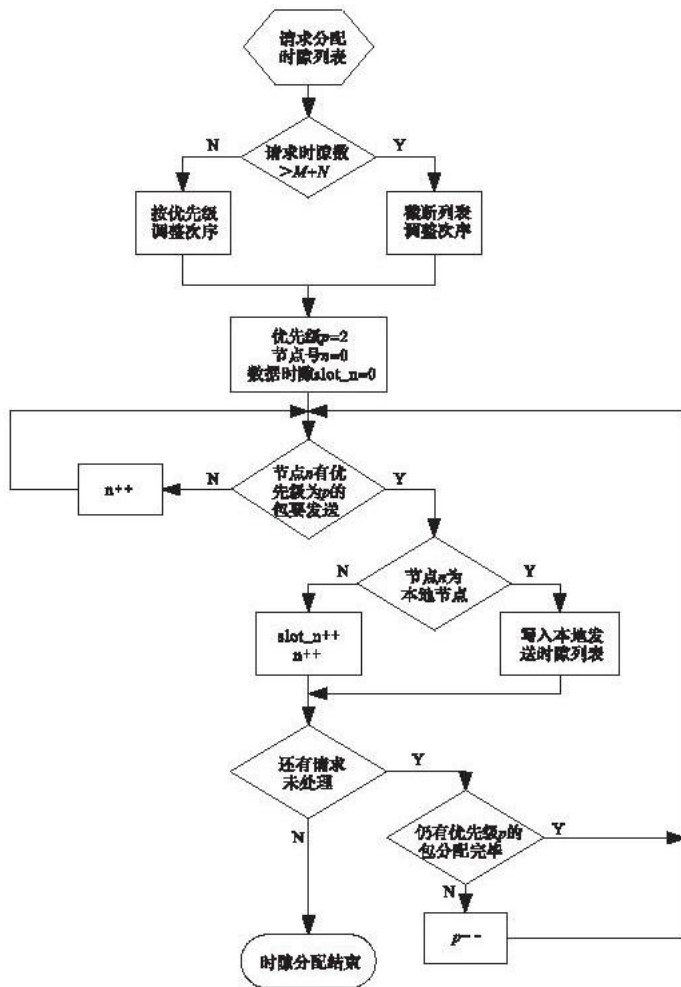 请求分配
时隙列表
N
请求时隙数
>M+N
Y
按优先级
调整次序
截断列表
调整次序
优先级p=2
节点号n=0
数据时隙slot_n=0
n++
N
节点n有优
先级为p的
包要发送
Y
N
节点n为
本地节点
Y
slot_n++
n++
写入本地发
送时隙列表
还有请求
未处理
Y
N
仍有优先级p的
包分配完毕
Y
N
p--
时隙分配结束